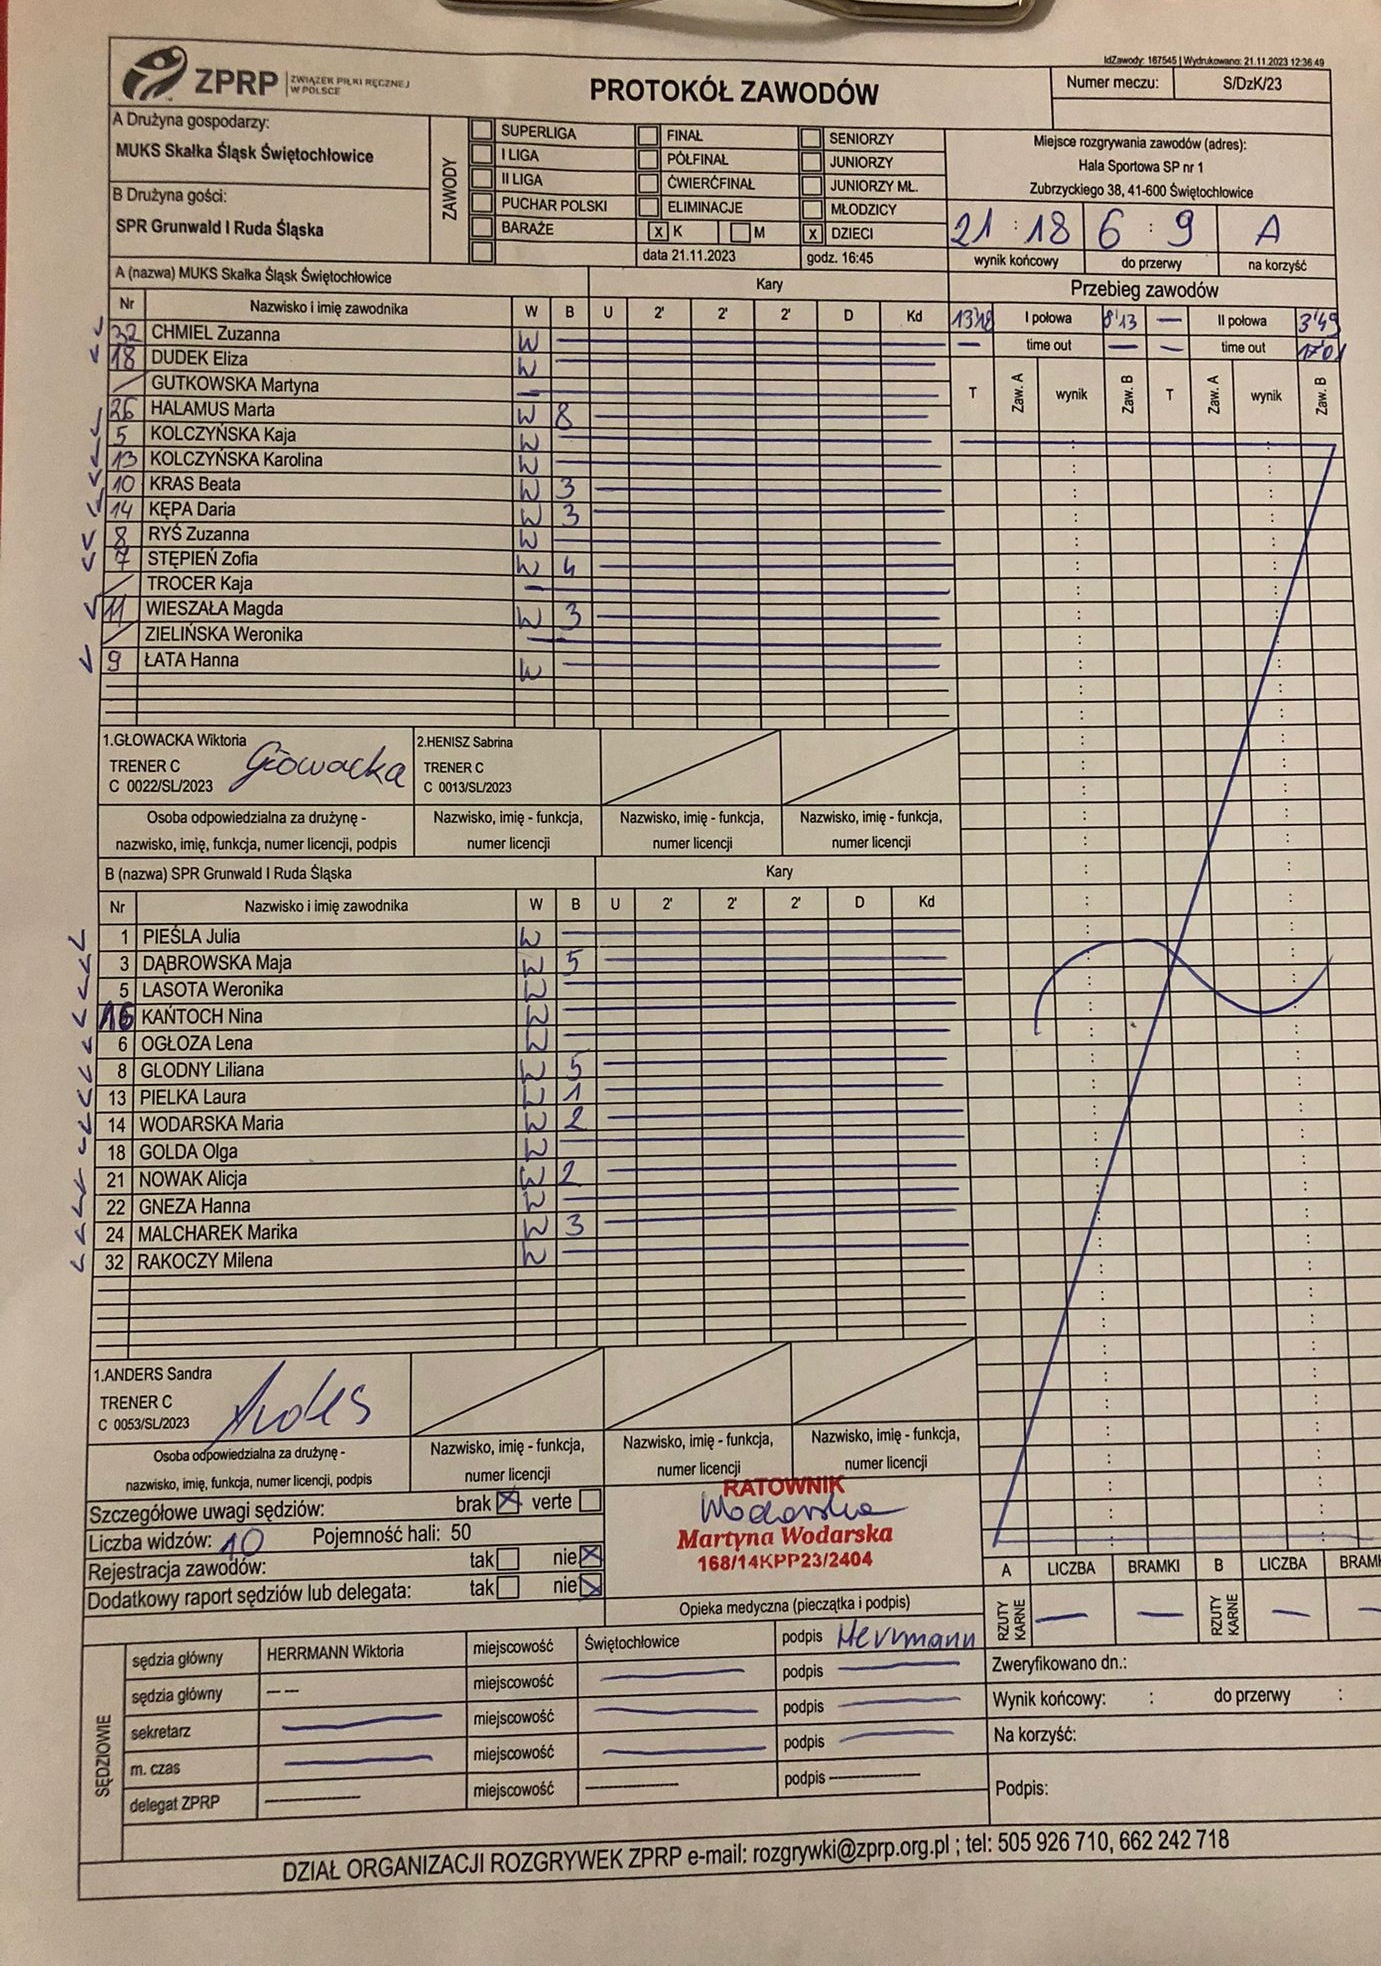 IdZawody: 167545 | Wydrukowano: 21.11.2023 12:36:49
ZPRP ZWIĄZEK PIŁKI RĘCZNEJ W POLSCE
PROTOKÓŁ ZAWODÓW
Numer meczu: S/DzK/23
A Drużyna gospodarzy:
MUKS Skałka Śląsk Świętochłowice
B Drużyna gości:
SPR Grunwald I Ruda Śląska
ZAWODY
SUPERLIGA FINAŁ SENIORZY
I LIGA PÓŁFINAŁ JUNIORZY
II LIGA ĆWIERĆFINAŁ JUNIORZY MŁ.
PUCHAR POLSKI ELIMINACJE MŁODZICY
BARAŻE x K M x DZIECI
data 21.11.2023 godz. 16:45
Miejsce rozgrywania zawodów (adres):
Hala Sportowa SP nr 1
Zubrzyckiego 38, 41-600 Świętochłowice
21 : 18 6 : 9 A
wynik końcowy do przerwy na korzyść
A (nazwa) MUKS Skałka Śląsk Świętochłowice Kary
Nr Nazwisko i imię zawodnika W B U 2' 2' 2' D Kd
32 CHMIEL Zuzanna W
18 DUDEK Eliza W
GUTKOWSKA Martyna
26 HALAMUS Marta W 8
5 KOLCZYŃSKA Kaja W
13 KOLCZYŃSKA Karolina W
10 KRAS Beata W 3
14 KĘPA Daria W 3
8 RYŚ Zuzanna W
7 STĘPIEŃ Zofia W 4
TROCER Kaja
11 WIESZAŁA Magda W 3
ZIELIŃSKA Weronika
9 ŁATA Hanna W
Przebieg zawodów
13'18 I połowa 8'13 — II połowa 3'49
— time out — — time out 17'01
T Zaw. A wynik Zaw. B T Zaw. A wynik Zaw. B
1.GŁOWACKA Wiktoria
TRENER C
C 0022/SL/2023
Głowacka
2.HENISZ Sabrina
TRENER C
C 0013/SL/2023
Osoba odpowiedzialna za drużynę -
nazwisko, imię, funkcja, numer licencji, podpis
Nazwisko, imię - funkcja,
numer licencji
Nazwisko, imię - funkcja,
numer licencji
Nazwisko, imię - funkcja,
numer licencji
B (nazwa) SPR Grunwald I Ruda Śląska Kary
Nr Nazwisko i imię zawodnika W B U 2' 2' 2' D Kd
1 PIEŚLA Julia W
3 DĄBROWSKA Maja W 5
5 LASOTA Weronika W
16 KAŃTOCH Nina W
6 OGŁOZA Lena W
8 GLODNY Liliana W 5
13 PIELKA Laura W 1
14 WODARSKA Maria W 2
18 GOLDA Olga W
21 NOWAK Alicja W 2
22 GNEZA Hanna W
24 MALCHAREK Marika W 3
32 RAKOCZY Milena W
1.ANDERS Sandra
TRENER C
C 0053/SL/2023
Anders
Osoba odpowiedzialna za drużynę -
nazwisko, imię, funkcja, numer licencji, podpis
Nazwisko, imię - funkcja,
numer licencji
Nazwisko, imię - funkcja,
numer licencji
Nazwisko, imię - funkcja,
numer licencji
Szczegółowe uwagi sędziów: brak x verte
Liczba widzów: 10 Pojemność hali: 50
Rejestracja zawodów: tak nie x
Dodatkowy raport sędziów lub delegata: tak nie x
RATOWNIK
Wodarska
Martyna Wodarska
168/14KPP23/2404
Opieka medyczna (pieczątka i podpis)
A LICZBA BRAMKI B LICZBA BRAMK
RZUTY KARNE — — RZUTY KARNE — —
SĘDZIOWIE
sędzia główny HERRMANN Wiktoria miejscowość Świętochłowice podpis Herrmann
sędzia główny -- miejscowość — podpis —
sekretarz — miejscowość — podpis —
m. czas — miejscowość — podpis —
delegat ZPRP — miejscowość — podpis —
Zweryfikowano dn.:
Wynik końcowy: : do przerwy :
Na korzyść:
Podpis:
DZIAŁ ORGANIZACJI ROZGRYWEK ZPRP e-mail: rozgrywki@zprp.org.pl ; tel: 505 926 710, 662 242 718